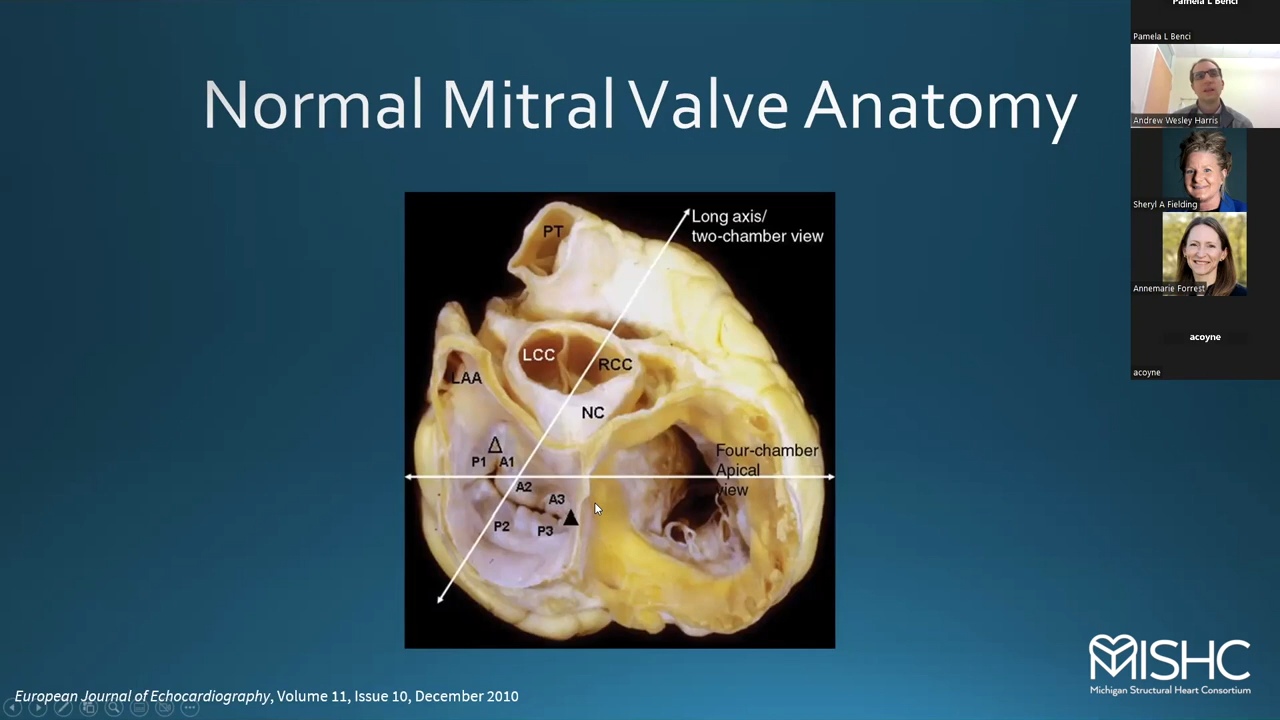 Normal Mitral Valve Anatomy
PT
Long axis/
two-chamber view
LCC
RCC
LAA
NC
Four-chamber
Apical
view
P1
A1
A2
A3
P2
P3
European Journal of Echocardiography, Volume 11, Issue 10, December 2010
MISHC
Michigan Structural Heart Consortium
Pamela L Benci
Pamela L Benci
Andrew Wesley Harris
Sheryl A Fielding
Annemarie Forrest
acoyne
acoyne